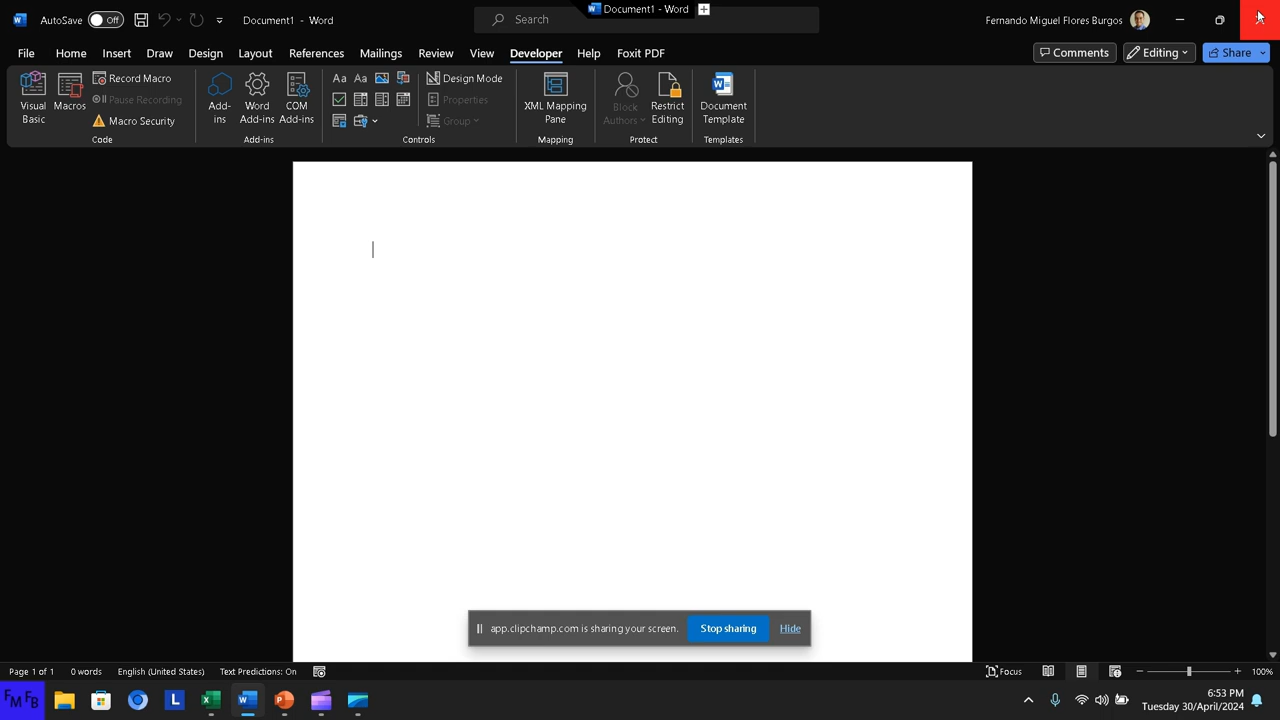 AutoSave Off Document1 - Word Search Document1 - Word Fernando Miguel Flores Burgos
File Home Insert Draw Design Layout References Mailings Review View Developer Help Foxit PDF Comments Editing Share
Visual Basic
Macros
Record Macro
Pause Recording
Macro Security
Code
Add-ins
Word Add-ins
COM Add-ins
Add-ins
Aa Aa
Design Mode
Properties
Group
Controls
XML Mapping Pane
Mapping
Block Authors
Restrict Editing
Protect
Document Template
Templates
app.clipchamp.com is sharing your screen. Stop sharing Hide
Page 1 of 1 0 words English (United States) Text Predictions: On Focus 100%
FM FB L
6:53 PM
Tuesday 30/April/2024